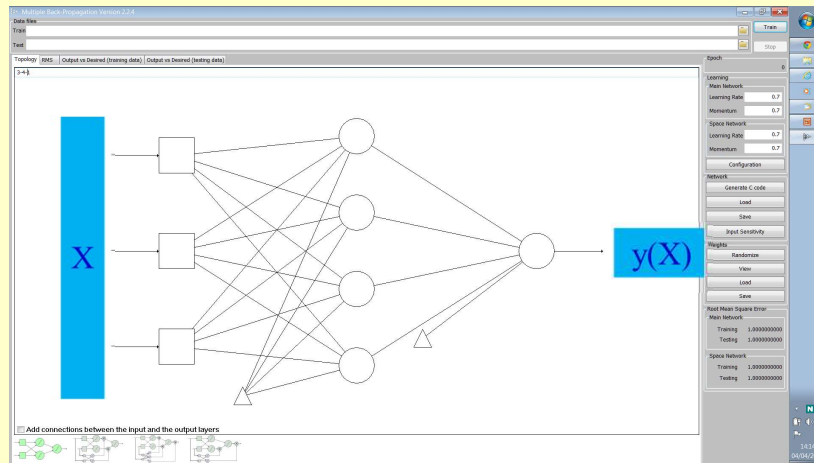 Multiple Back-Propagation Version 2.2.4
Data files
Train
Train
Test
Stop
Topology RMS Output vs Desired (training data) Output vs Desired (testing data)
3-4-1
Epoch
0
Learning
Main Network
Learning Rate 0.7
Momentum 0.7
Space Network
Learning Rate 0.7
Momentum 0.7
Configuration
Network
Generate C code
Load
Save
Input Sensitivity
Weights
Randomize
View
Load
Save
Root Mean Square Error
Main Network
Training 1.0000000000
Testing 1.0000000000
Space Network
Training 1.0000000000
Testing 1.0000000000
X
y(X)
Add connections between the input and the output layers
N